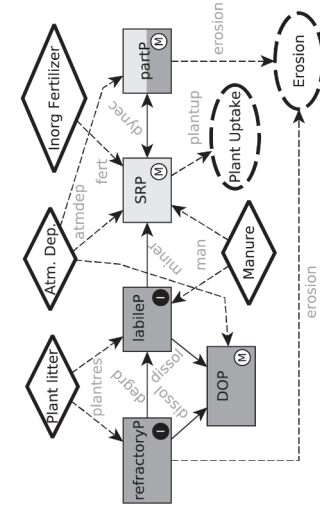 erosion
Inorg Fertilizer
partP
M
Erosion
dynec
plantup
atmdep
fert
SRP
M
Plant Uptake
Atm. Dep.
miner
man
Manure
labileP
I
Plant litter
plantres
degrd
dissol
DOP
M
refractoryP
I
erosion